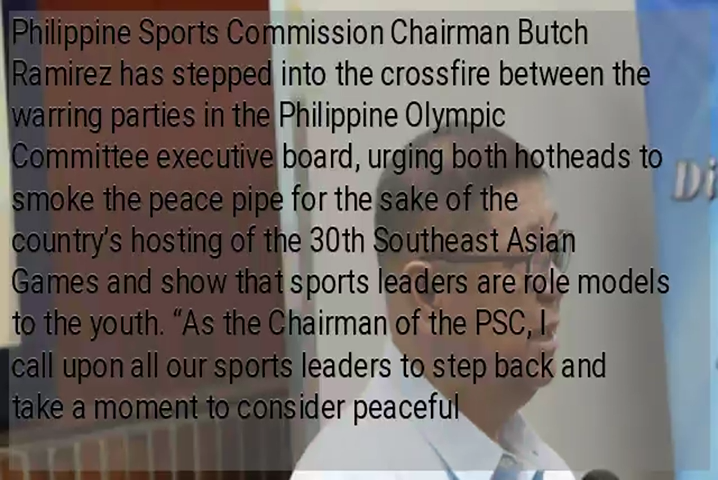 Philippine Sports Commission Chairman Butch
Ramirez has stepped into the crossfire between the
warring parties in the Philippine Olympic
Committee executive board, urging both hotheads to
smoke the peace pipe for the sake of the
country's hosting of the 30th Southeast Asian
Games and show that sports leaders are role models
to the youth. “As the Chairman of the PSC, I
call upon all our sports leaders to step back and
take a moment to consider peaceful
Di